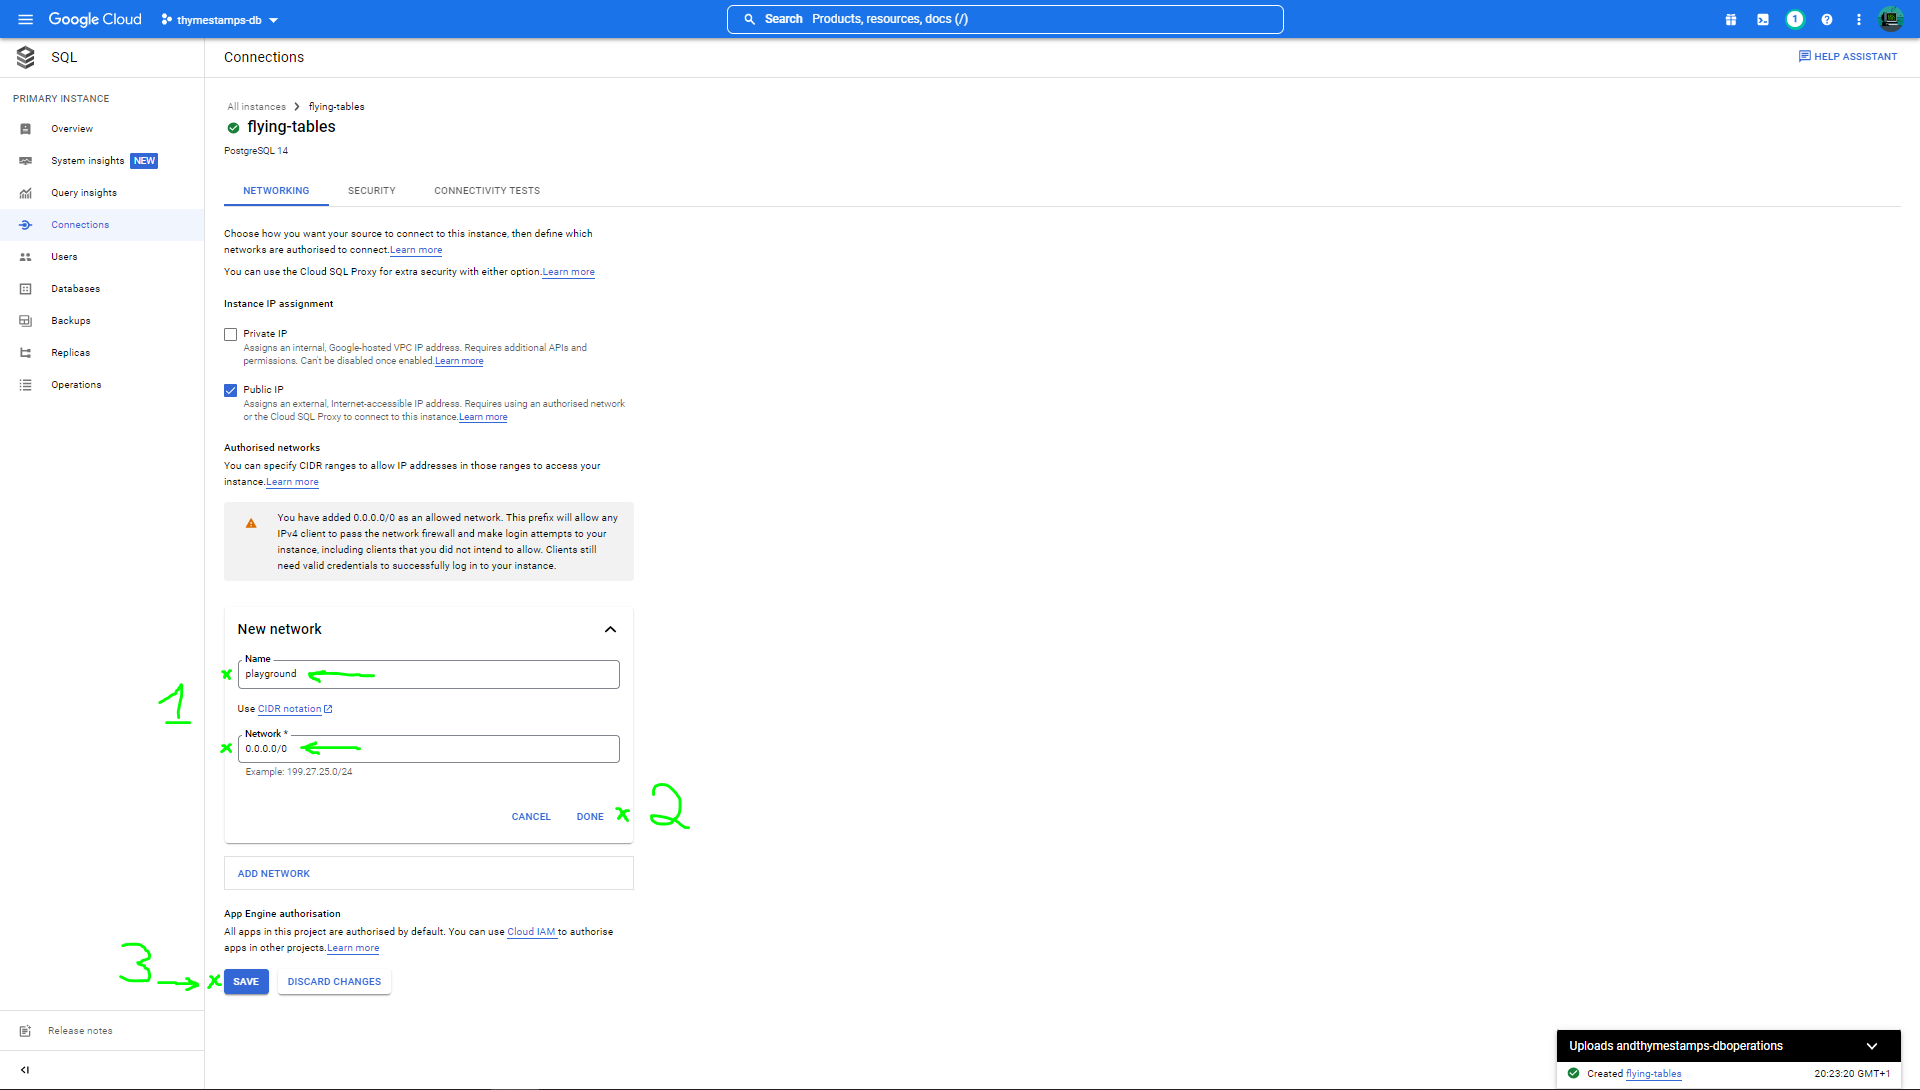 Google Cloud
thymestamps-db
Search Products, resources, docs (/)
1
SQL
Connections
HELP ASSISTANT
PRIMARY INSTANCE
Overview
System insights NEW
Query insights
Connections
Users
Databases
Backups
Replicas
Operations
Release notes
All instances > flying-tables
flying-tables
PostgreSQL 14
NETWORKING
SECURITY
CONNECTIVITY TESTS
Choose how you want your source to connect to this instance, then define which
networks are authorised to connect.Learn more
You can use the Cloud SQL Proxy for extra security with either option.Learn more
Instance IP assignment
Private IP
Assigns an internal, Google-hosted VPC IP address. Requires additional APIs and
permissions. Can't be disabled once enabled.Learn more
Public IP
Assigns an external, Internet-accessible IP address. Requires using an authorised network
or the Cloud SQL Proxy to connect to this instance.Learn more
Authorised networks
You can specify CIDR ranges to allow IP addresses in those ranges to access your
instance.Learn more
You have added 0.0.0.0/0 as an allowed network. This prefix will allow any
IPv4 client to pass the network firewall and make login attempts to your
instance, including clients that you did not intend to allow. Clients still
need valid credentials to successfully log in to your instance.
New network
Name
x playground
1
Use CIDR notation
Network *
x 0.0.0.0/0
Example: 199.27.25.0/24
CANCEL
DONE x 2
ADD NETWORK
App Engine authorisation
All apps in this project are authorised by default. You can use Cloud IAM to authorise
apps in other projects.Learn more
3 x SAVE
DISCARD CHANGES
Uploads andthymestamps-dboperations
Created flying-tables
20:23:20 GMT+1